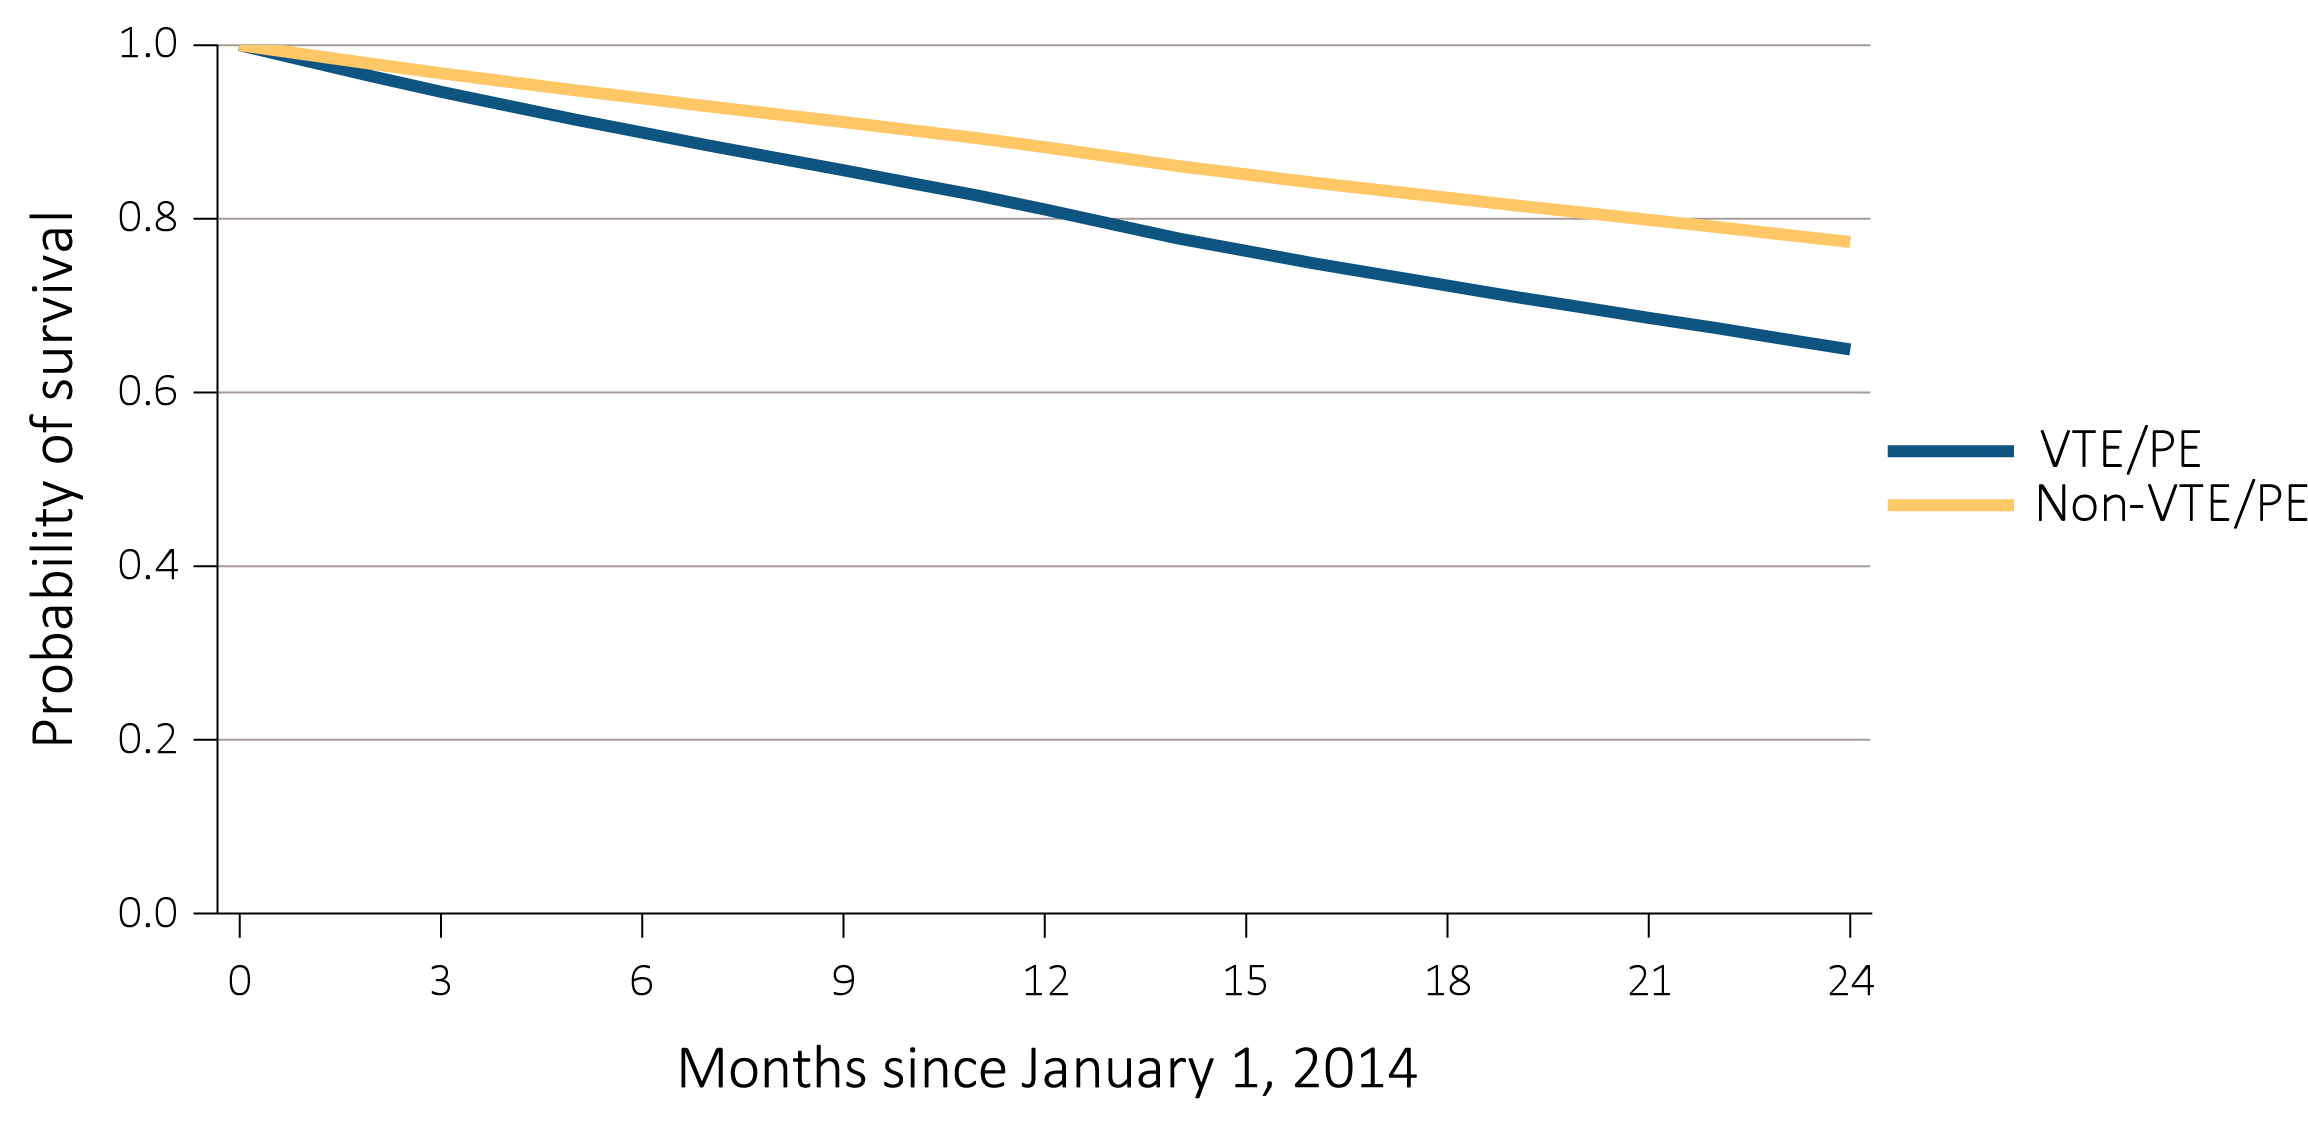 Probability of survival
1.0
0.8
0.6
0.4
0.2
0.0
0 3 6 9 12 15 18 21 24
Months since January 1, 2014
VTE/PE
Non-VTE/PE